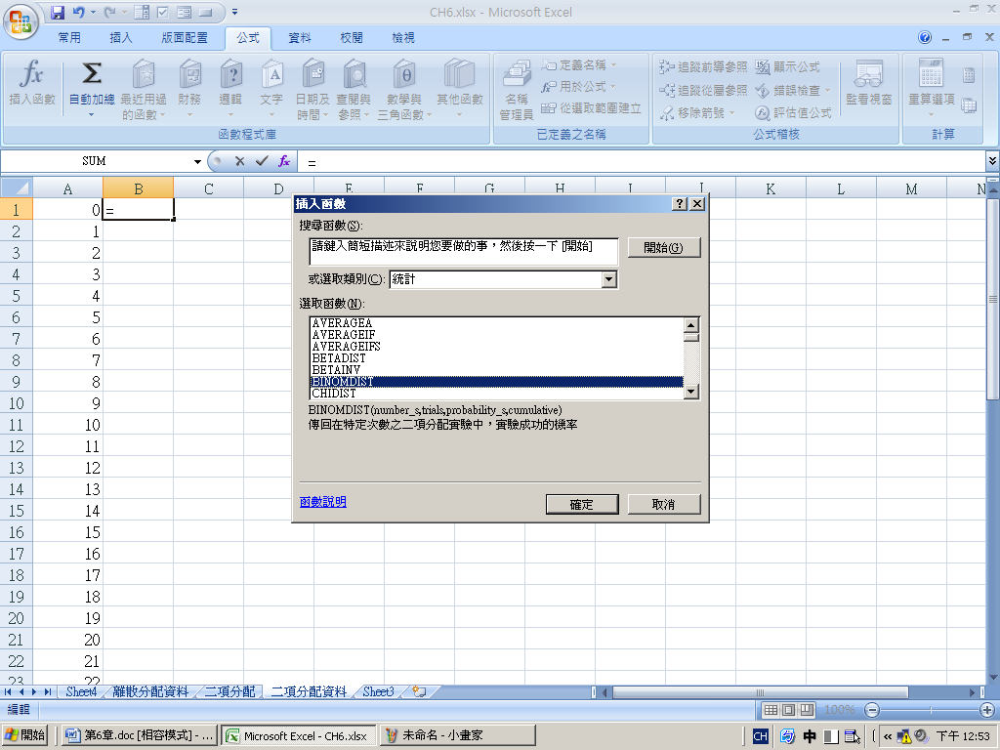 CH6.xlsx - Microsoft Excel
常用 插入 版面配置 公式 資料 校閱 檢視
fx 插入函數
Σ 自動加總
最近用過的函數
財務
邏輯
文字
日期及時間
查閱與參照
數學與三角函數
其他函數
函數程式庫
名稱管理員
定義名稱
用於公式
從選取範圍建立
已定義之名稱
追蹤前導參照
追蹤從屬參照
移除箭號
顯示公式
錯誤檢查
評估值公式
公式稽核
監看視窗
重算選項
計算
SUM fx =
A B C D E F G H I J K L M N
1 0 =
2 1
3 2
4 3
5 4
6 5
7 6
8 7
9 8
10 9
11 10
12 11
13 12
14 13
15 14
16 15
17 16
18 17
19 18
20 19
21 20
22 21
23 22
插入函數
搜尋函數(S):
請鍵入簡短描述來說明您要做的事，然後按一下 [開始]
開始(G)
或選取類別(C): 統計
選取函數(N):
AVERAGEA
AVERAGEIF
AVERAGEIFS
BETADIST
BETAINV
BINOMDIST
CHIDIST
BINOMDIST(number_s,trials,probability_s,cumulative)
傳回在特定次數之二項分配實驗中，實驗成功的機率
函數說明
確定 取消
Sheet4 離散分配資料 二項分配 二項分配資料 Sheet3
編輯 100%
開始 第6章.doc [相容模式] - ... Microsoft Excel - CH6.xlsx 未命名 - 小畫家 CH 中 « 下午 12:53